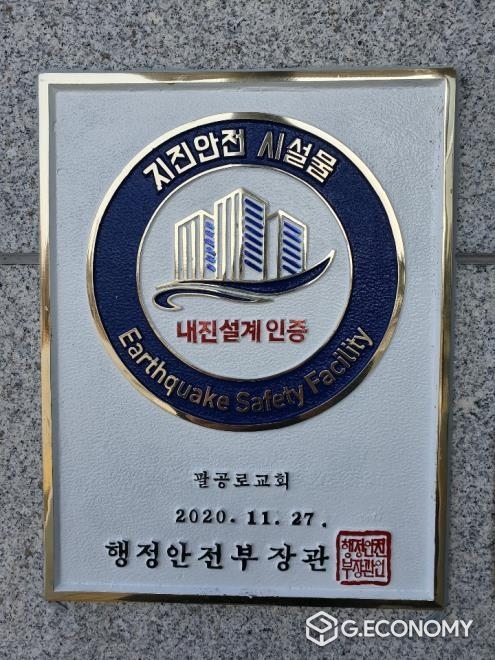 지진안전 시설물
내진설계인증
Earthquake Safety Facility
팔공로교회
2020. 11. 27.
행정안전부장관
행정안전
부장관인
G.ECONOMY